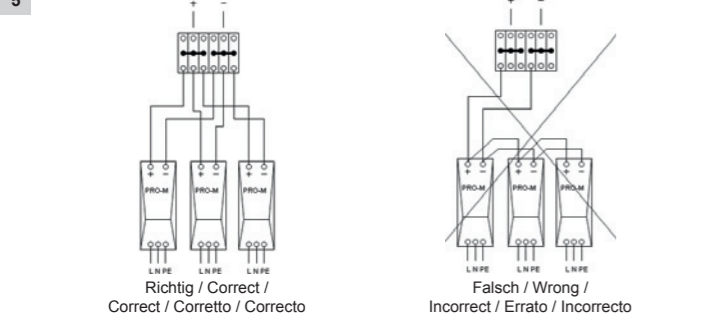 5
+ –
+ –
+ – + – + –
PRO-M PRO-M PRO-M
L N PE L N PE L N PE
Richtig / Correct /
Correct / Corretto / Correcto
+ – + – + –
PRO-M PRO-M PRO-M
L N PE L N PE L N PE
Falsch / Wrong /
Incorrect / Errato / Incorrecto